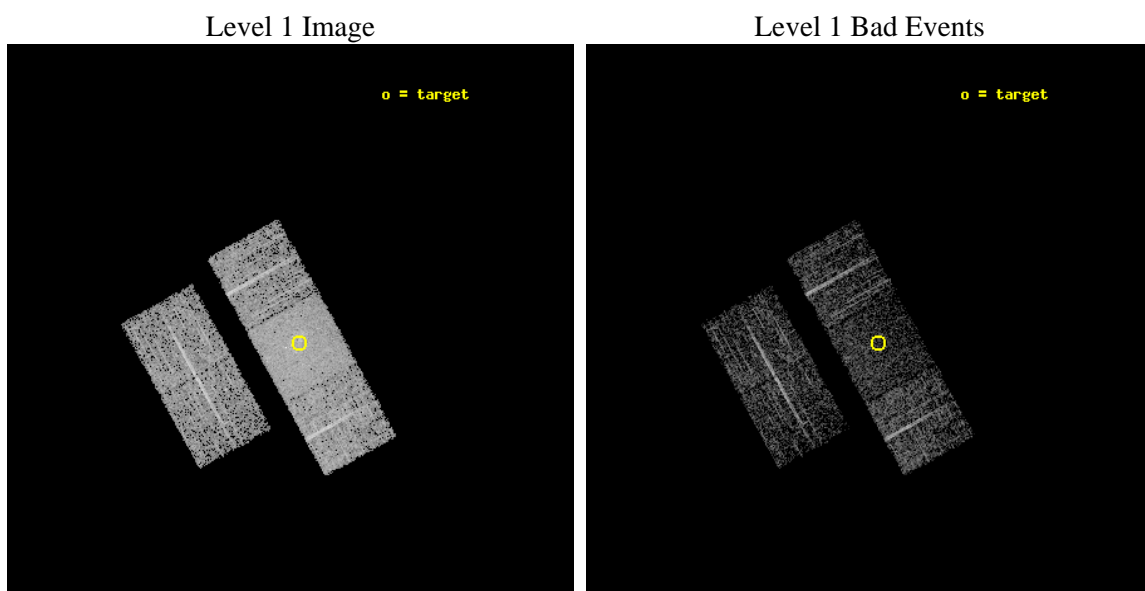 Level 1 Image
Level 1 Bad Events
o = target
o = target